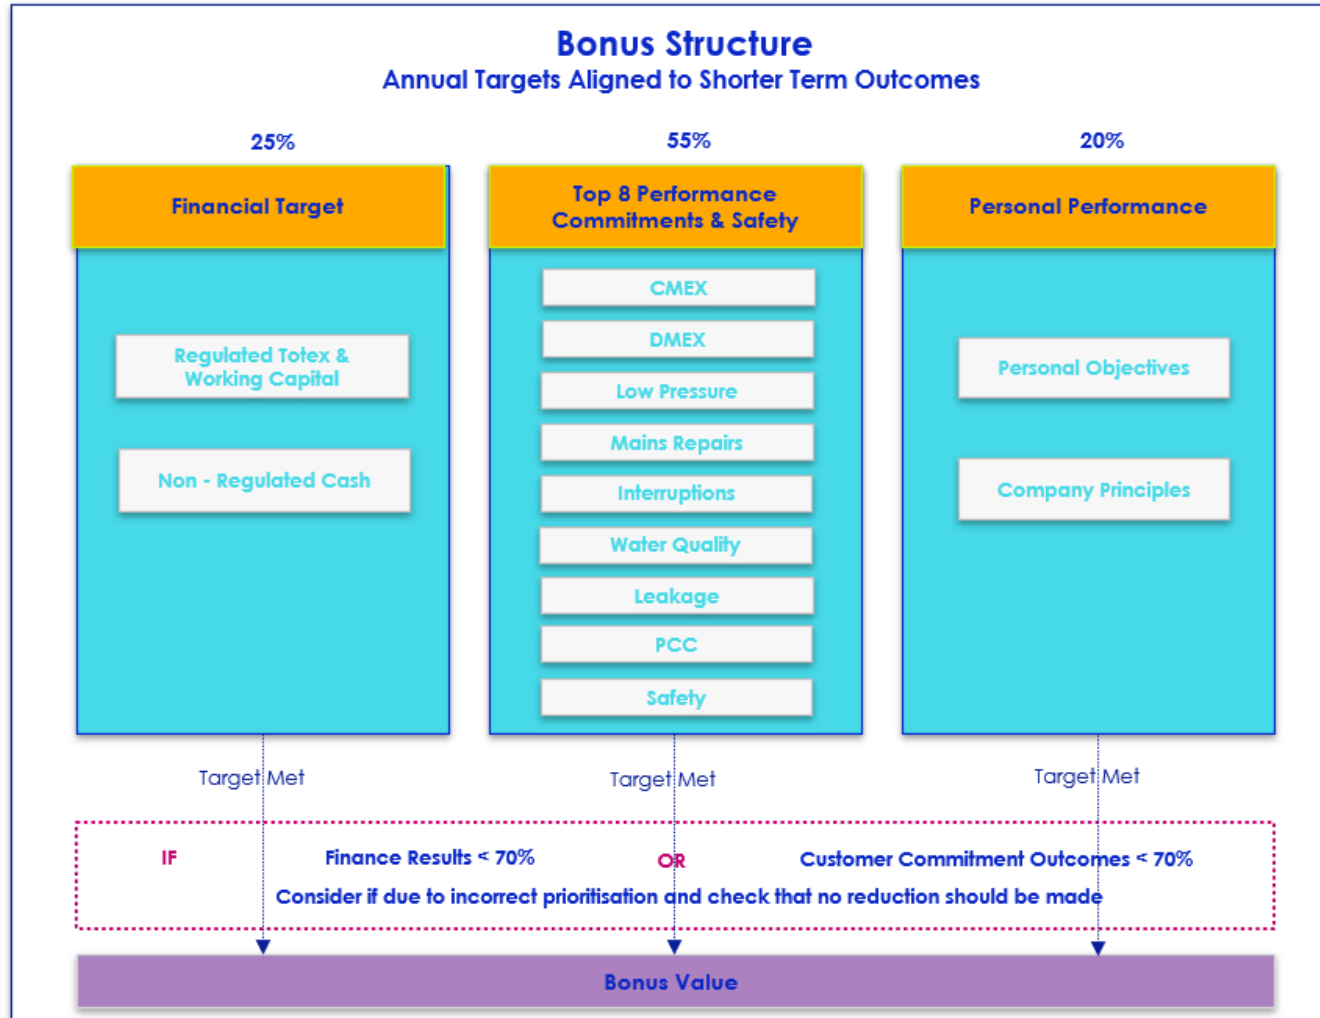 Bonus Structure
Annual Targets Aligned to Shorter Term Outcomes
25%
55%
20%
Financial Target
Top 8 Performance
Commitments & Safety
Personal Performance
Regulated Totex &
Working Capital
Non - Regulated Cash
CMEX
DMEX
Low Pressure
Mains Repairs
Interruptions
Water Quality
Leakage
PCC
Safety
Personal Objectives
Company Principles
Target Met
Target Met
Target Met
IF
Finance Results < 70%
OR
Customer Commitment Outcomes < 70%
Consider if due to incorrect prioritisation and check that no reduction should be made
Bonus Value